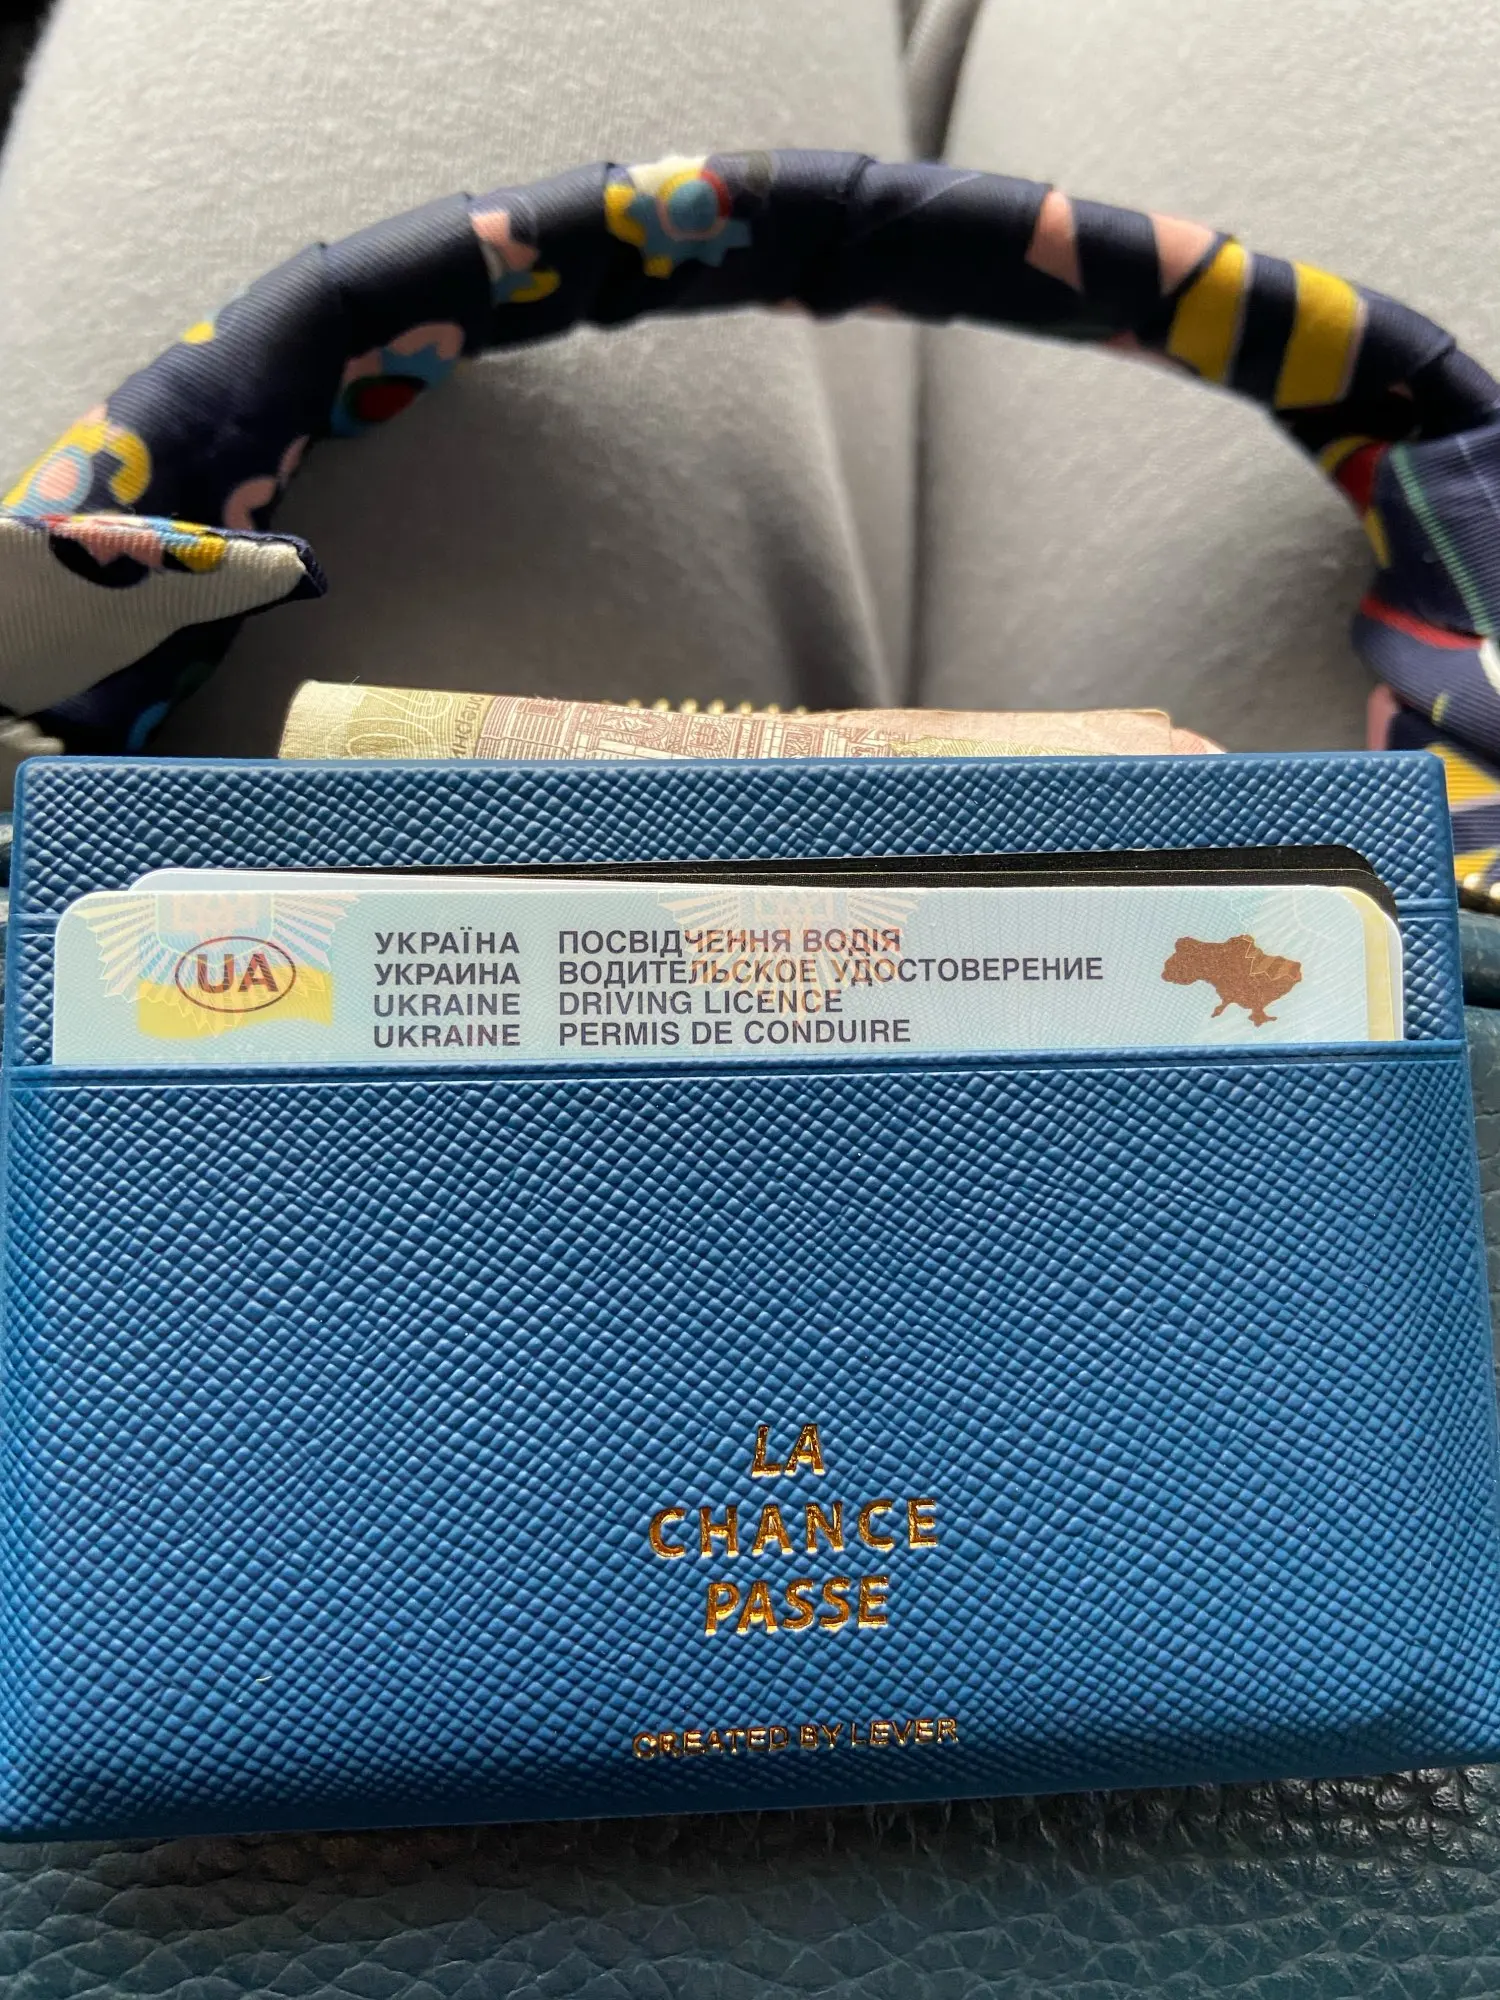 UA
УКРАЇНА ПОСВІДЧЕННЯ ВОДІЯ
УКРАИНА ВОДИТЕЛЬСКОЕ УДОСТОВЕРЕНИЕ
UKRAINE DRIVING LICENCE
UKRAINE PERMIS DE CONDUIRE
LA
CHANCE
PASSE
CREATED BY LEVER